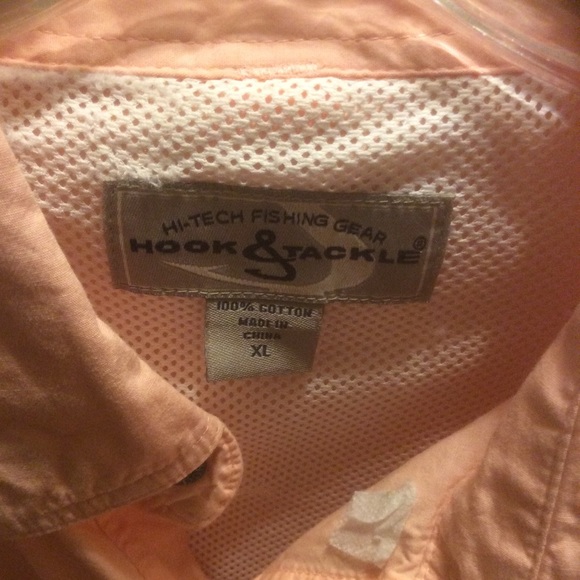 HI-TECH FISHING GEAR
HOOK & TACKLE®
100% COTTON
MADE IN
CHINA
XL